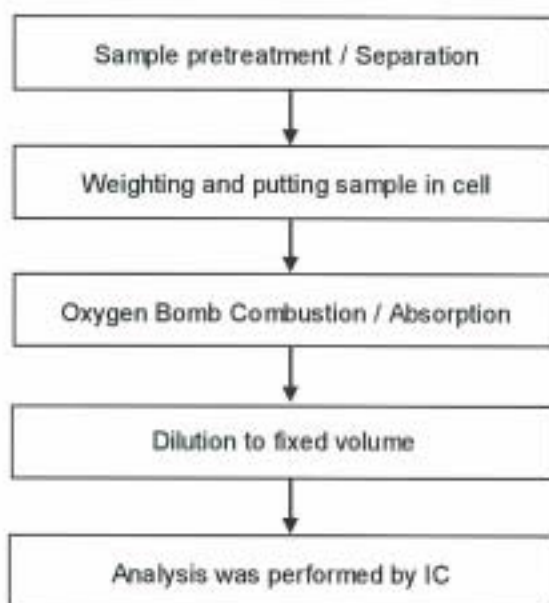 Sample pretreatment / Separation
Weighting and putting sample in cell
Oxygen Bomb Combustion / Absorption
Dilution to fixed volume
Analysis was performed by IC